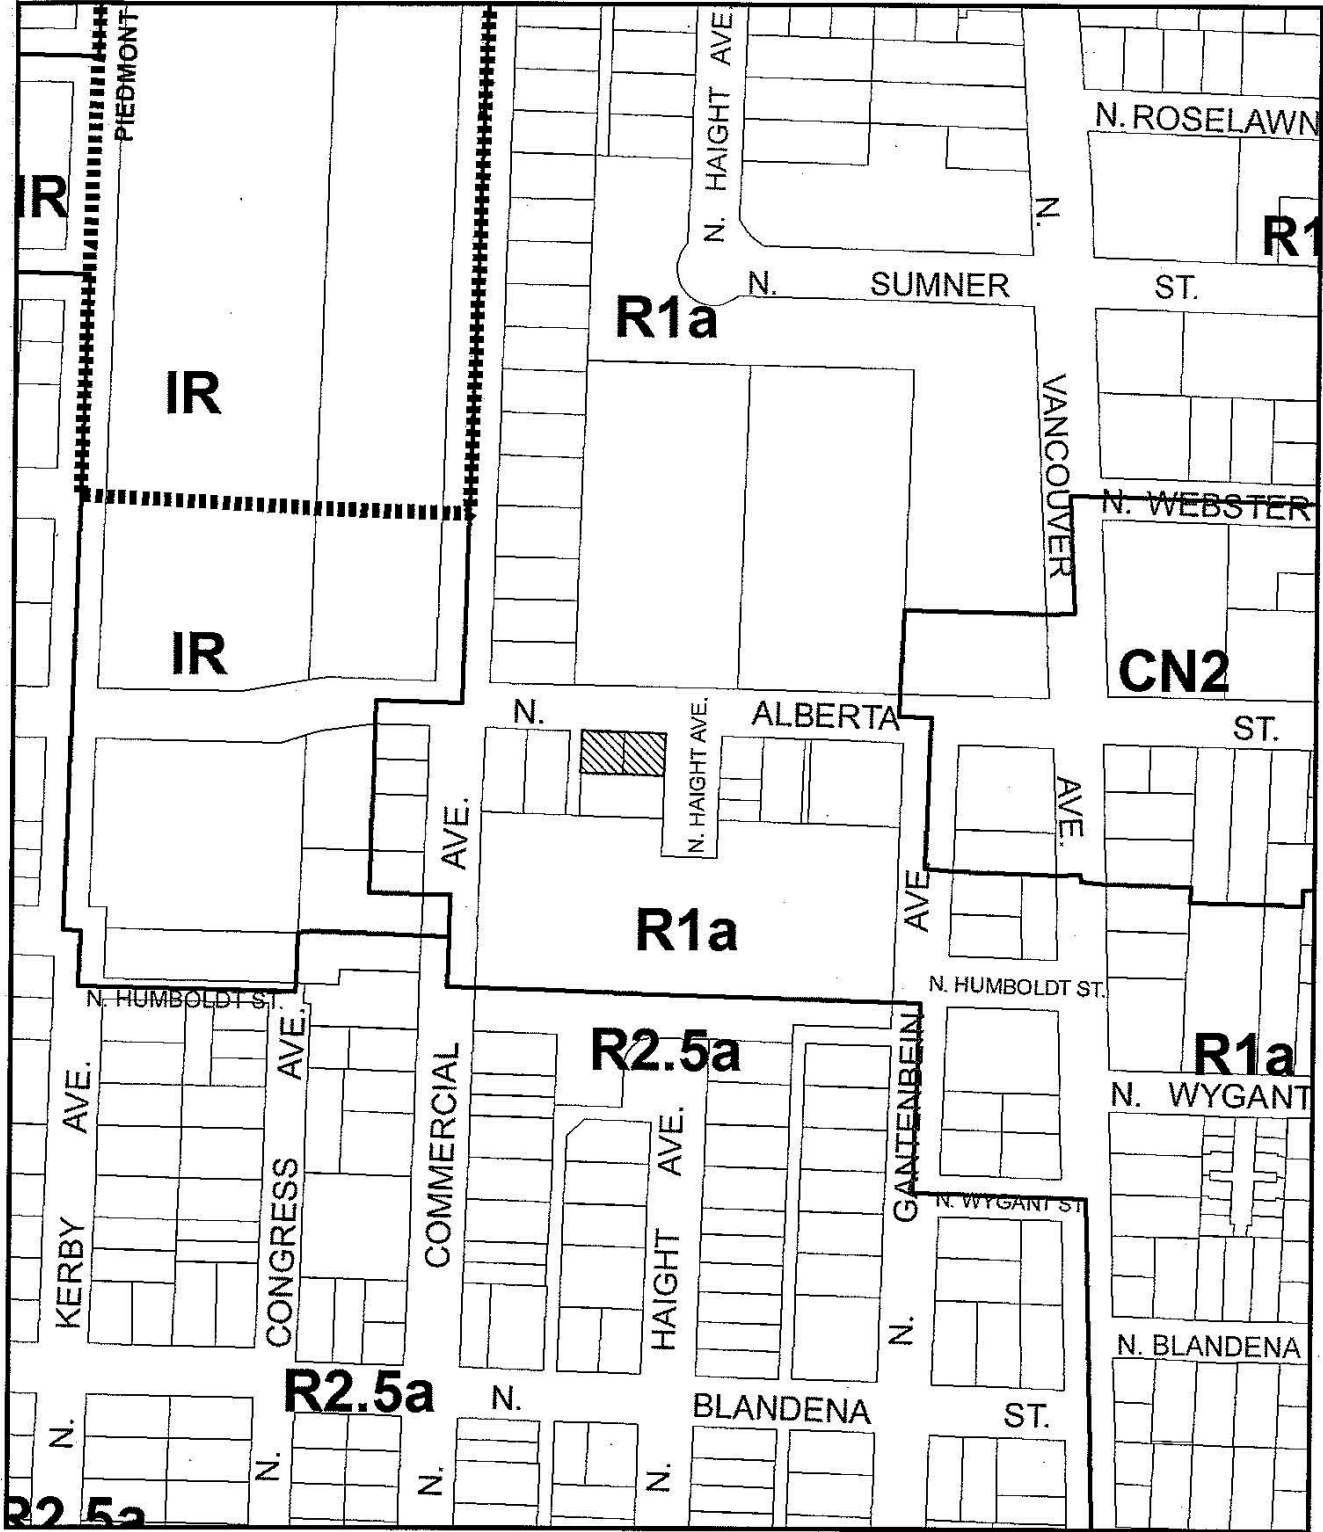 PIEDMONT
N. HAIGHT AVE.
N. ROSELAWN
IR
N.
R1
N. SUMNER ST.
R1a
IR
VANCOUVER
N. WEBSTER
IR
CN2
N. ALBERTA ST.
N. HAIGHT AVE.
AVE.
AVE.
AVE
R1a
N. HUMBOLDT ST.
N. HUMBOLDT ST.
AVE.
R2.5a
R1a
GANTENBEIN
N. WYGANT
AVE.
COMMERCIAL
AVE.
N. WYGANT ST
KERBY
CONGRESS
HAIGHT
N.
N. BLANDENA
R2.5a
N. BLANDENA ST.
N.
N.
N.
N.
R2.5a